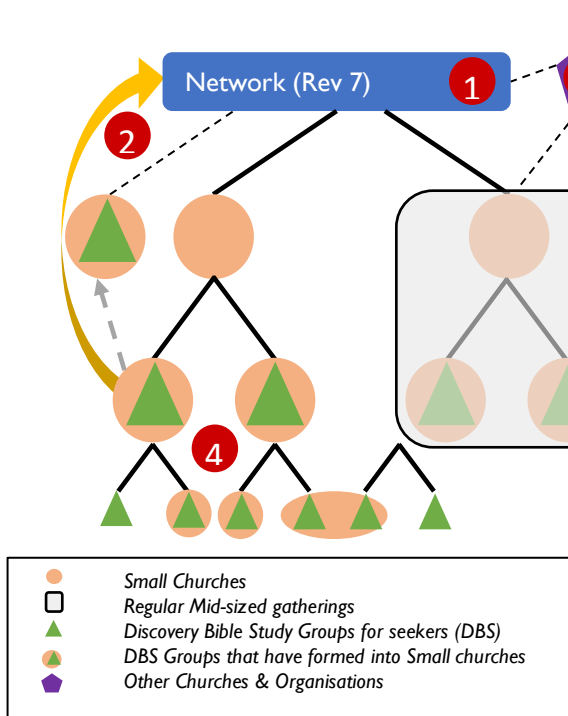 Network (Rev 7)
1
2
4
Small Churches
Regular Mid-sized gatherings
Discovery Bible Study Groups for seekers (DBS)
DBS Groups that have formed into Small churches
Other Churches & Organisations